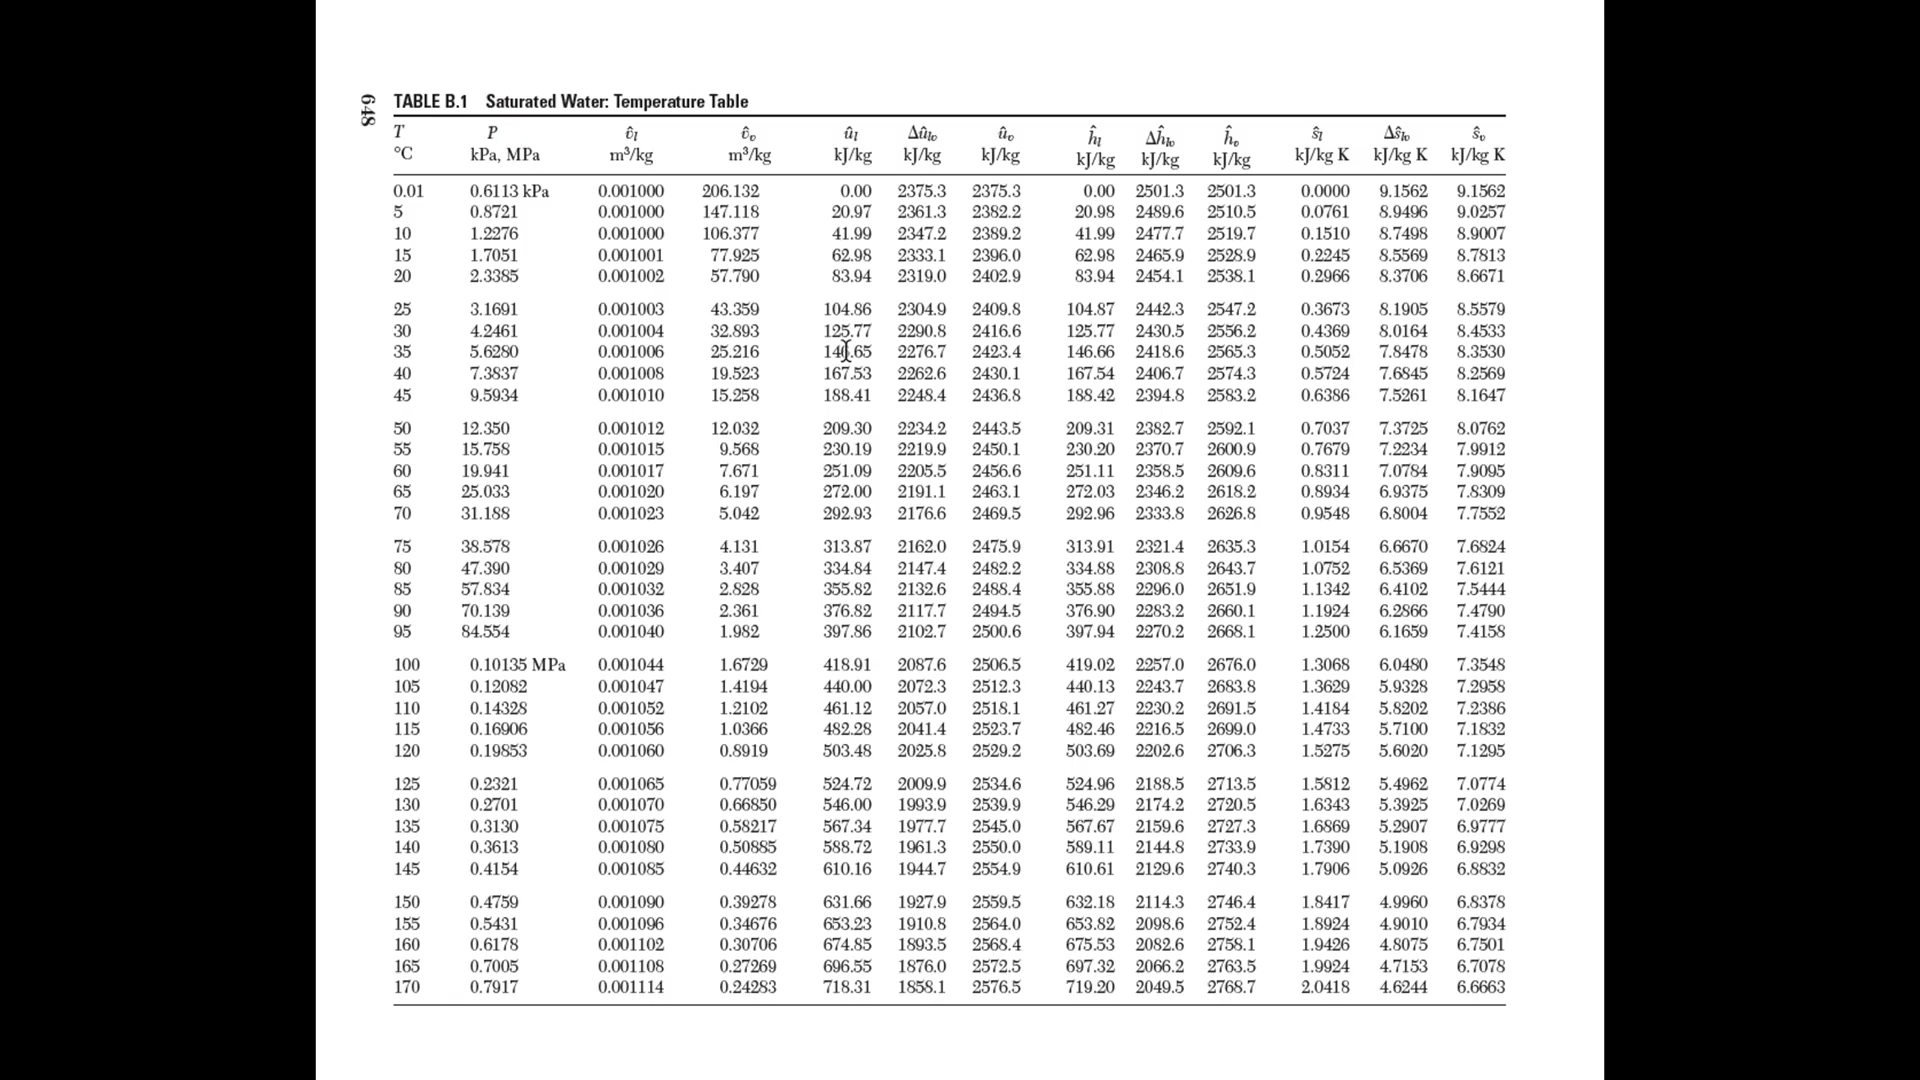 648
TABLE B.1 Saturated Water: Temperature Table
T P v̂l v̂v ûl Δûlv ûv ĥl Δĥlv ĥv ŝl Δŝlv ŝv
°C kPa, MPa m³/kg m³/kg kJ/kg kJ/kg kJ/kg kJ/kg kJ/kg kJ/kg kJ/kg K kJ/kg K kJ/kg K
0.01 0.6113 kPa 0.001000 206.132 0.00 2375.3 2375.3 0.00 2501.3 2501.3 0.0000 9.1562 9.1562
5 0.8721 0.001000 147.118 20.97 2361.3 2382.2 20.98 2489.6 2510.5 0.0761 8.9496 9.0257
10 1.2276 0.001000 106.377 41.99 2347.2 2389.2 41.99 2477.7 2519.7 0.1510 8.7498 8.9007
15 1.7051 0.001001 77.925 62.98 2333.1 2396.0 62.98 2465.9 2528.9 0.2245 8.5569 8.7813
20 2.3385 0.001002 57.790 83.94 2319.0 2402.9 83.94 2454.1 2538.1 0.2966 8.3706 8.6671
25 3.1691 0.001003 43.359 104.86 2304.9 2409.8 104.87 2442.3 2547.2 0.3673 8.1905 8.5579
30 4.2461 0.001004 32.893 125.77 2290.8 2416.6 125.77 2430.5 2556.2 0.4369 8.0164 8.4533
35 5.6280 0.001006 25.216 146.65 2276.7 2423.4 146.66 2418.6 2565.3 0.5052 7.8478 8.3530
40 7.3837 0.001008 19.523 167.53 2262.6 2430.1 167.54 2406.7 2574.3 0.5724 7.6845 8.2569
45 9.5934 0.001010 15.258 188.41 2248.4 2436.8 188.42 2394.8 2583.2 0.6386 7.5261 8.1647
50 12.350 0.001012 12.032 209.30 2234.2 2443.5 209.31 2382.7 2592.1 0.7037 7.3725 8.0762
55 15.758 0.001015 9.568 230.19 2219.9 2450.1 230.20 2370.7 2600.9 0.7679 7.2234 7.9912
60 19.941 0.001017 7.671 251.09 2205.5 2456.6 251.11 2358.5 2609.6 0.8311 7.0784 7.9095
65 25.033 0.001020 6.197 272.00 2191.1 2463.1 272.03 2346.2 2618.2 0.8934 6.9375 7.8309
70 31.188 0.001023 5.042 292.93 2176.6 2469.5 292.96 2333.8 2626.8 0.9548 6.8004 7.7552
75 38.578 0.001026 4.131 313.87 2162.0 2475.9 313.91 2321.4 2635.3 1.0154 6.6670 7.6824
80 47.390 0.001029 3.407 334.84 2147.4 2482.2 334.88 2308.8 2643.7 1.0752 6.5369 7.6121
85 57.834 0.001032 2.828 355.82 2132.6 2488.4 355.88 2296.0 2651.9 1.1342 6.4102 7.5444
90 70.139 0.001036 2.361 376.82 2117.7 2494.5 376.90 2283.2 2660.1 1.1924 6.2866 7.4790
95 84.554 0.001040 1.982 397.86 2102.7 2500.6 397.94 2270.2 2668.1 1.2500 6.1659 7.4158
100 0.10135 MPa 0.001044 1.6729 418.91 2087.6 2506.5 419.02 2257.0 2676.0 1.3068 6.0480 7.3548
105 0.12082 0.001047 1.4194 440.00 2072.3 2512.3 440.13 2243.7 2683.8 1.3629 5.9328 7.2958
110 0.14328 0.001052 1.2102 461.12 2057.0 2518.1 461.27 2230.2 2691.5 1.4184 5.8202 7.2386
115 0.16906 0.001056 1.0366 482.28 2041.4 2523.7 482.46 2216.5 2699.0 1.4733 5.7100 7.1832
120 0.19853 0.001060 0.8919 503.48 2025.8 2529.2 503.69 2202.6 2706.3 1.5275 5.6020 7.1295
125 0.2321 0.001065 0.77059 524.72 2009.9 2534.6 524.96 2188.5 2713.5 1.5812 5.4962 7.0774
130 0.2701 0.001070 0.66850 546.00 1993.9 2539.9 546.29 2174.2 2720.5 1.6343 5.3925 7.0269
135 0.3130 0.001075 0.58217 567.34 1977.7 2545.0 567.67 2159.6 2727.3 1.6869 5.2907 6.9777
140 0.3613 0.001080 0.50885 588.72 1961.3 2550.0 589.11 2144.8 2733.9 1.7390 5.1908 6.9298
145 0.4154 0.001085 0.44632 610.16 1944.7 2554.9 610.61 2129.6 2740.3 1.7906 5.0926 6.8832
150 0.4759 0.001090 0.39278 631.66 1927.9 2559.5 632.18 2114.3 2746.4 1.8417 4.9960 6.8378
155 0.5431 0.001096 0.34676 653.23 1910.8 2564.0 653.82 2098.6 2752.4 1.8924 4.9010 6.7934
160 0.6178 0.001102 0.30706 674.85 1893.5 2568.4 675.53 2082.6 2758.1 1.9426 4.8075 6.7501
165 0.7005 0.001108 0.27269 696.55 1876.0 2572.5 697.32 2066.2 2763.5 1.9924 4.7153 6.7078
170 0.7917 0.001114 0.24283 718.31 1858.1 2576.5 719.20 2049.5 2768.7 2.0418 4.6244 6.6663